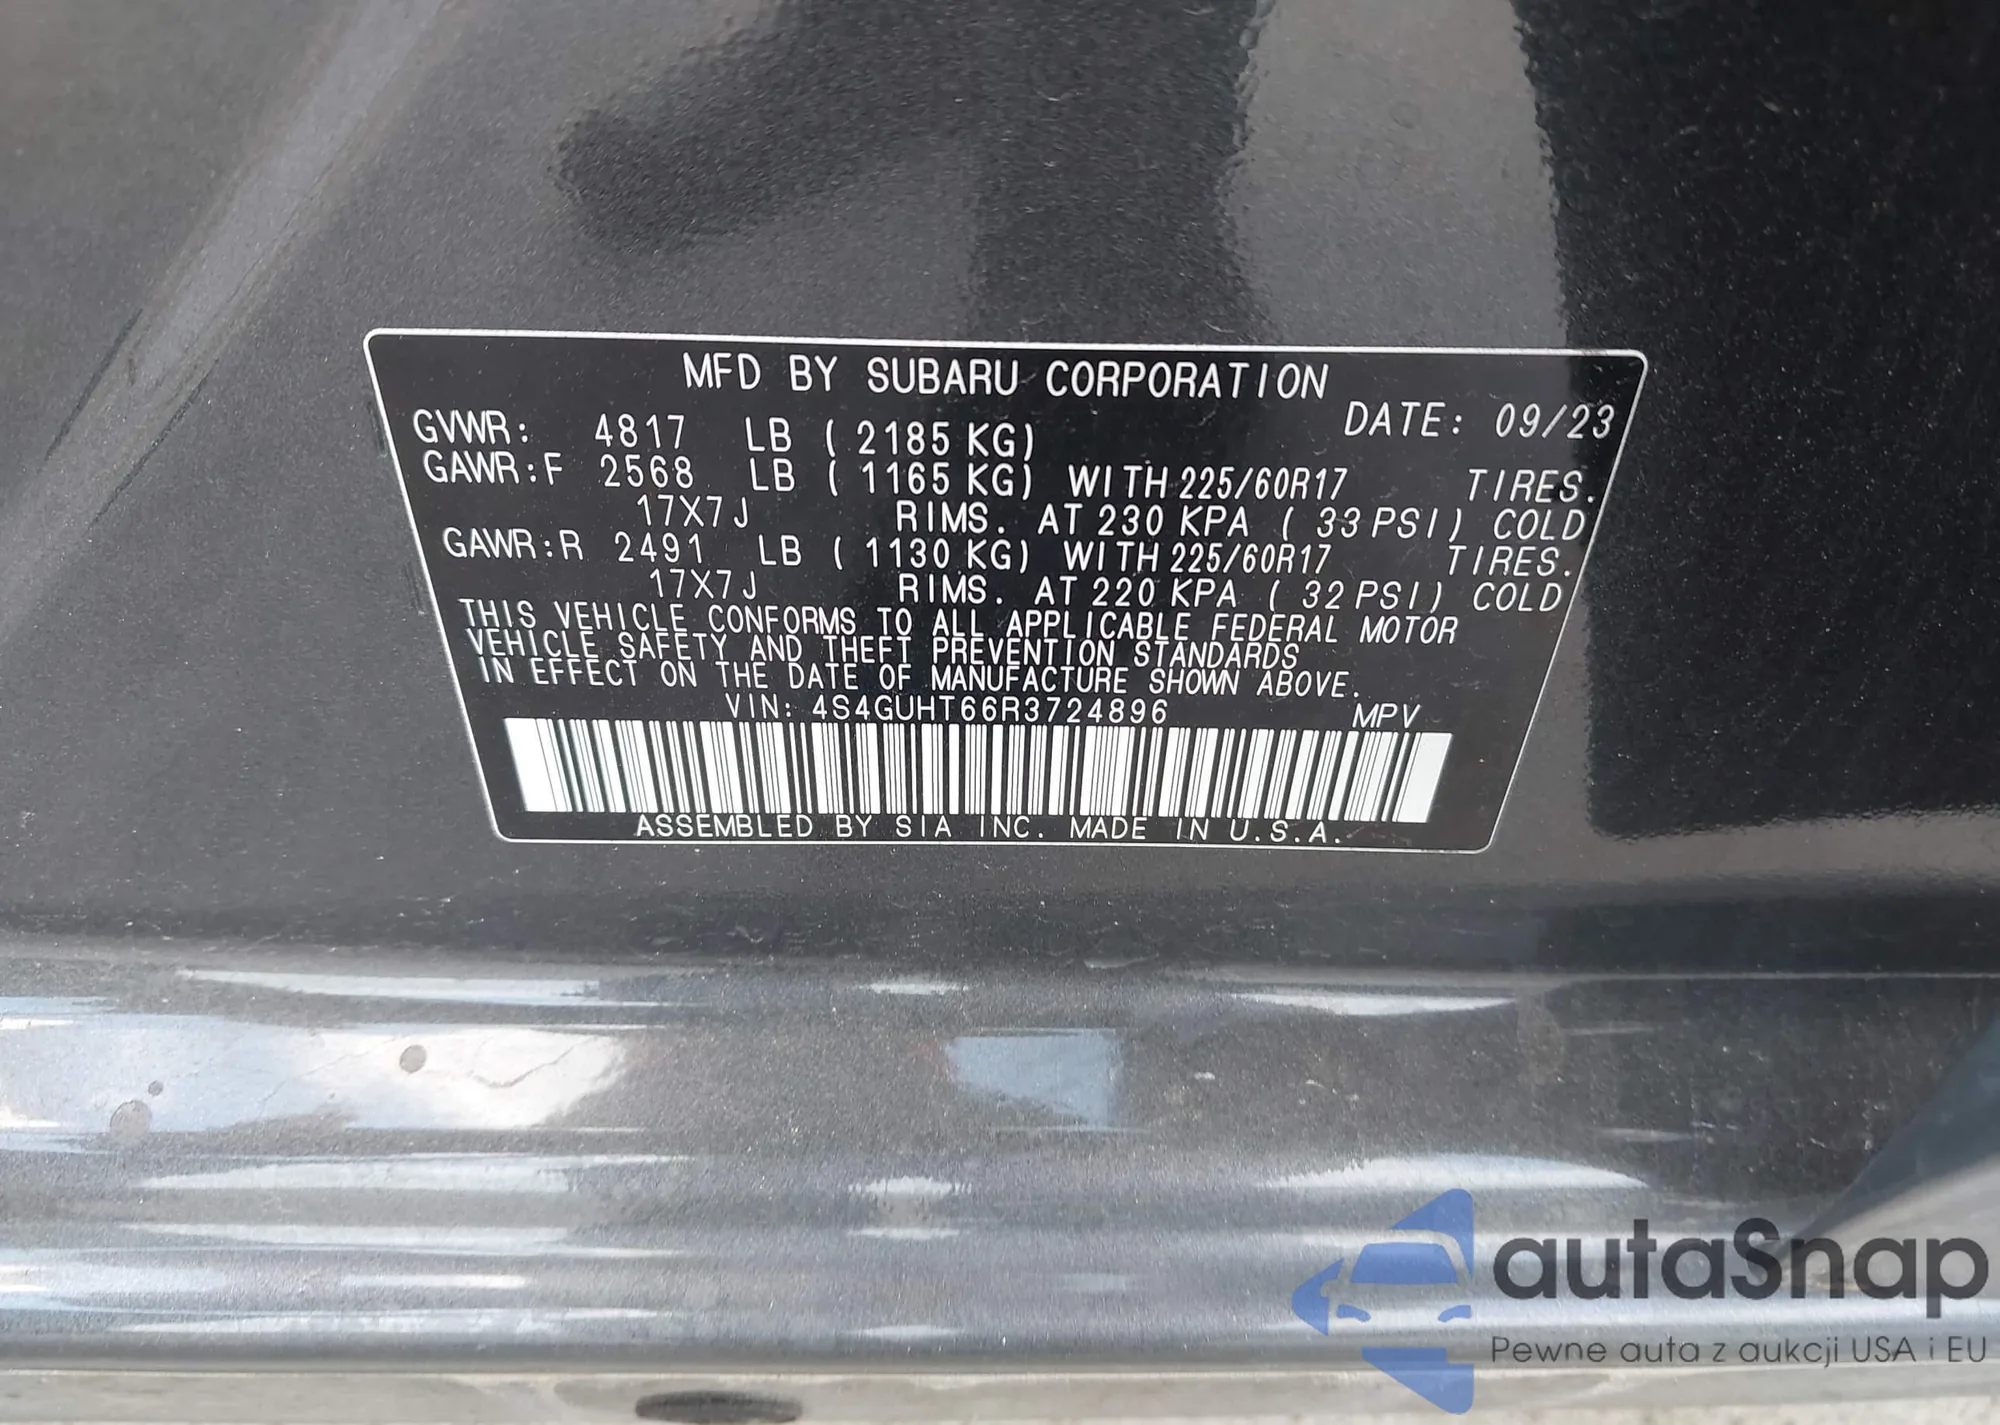 MFD BY SUBARU CORPORATION
DATE: 09/23
GVWR: 4817 LB ( 2185 KG)
GAWR:F 2568 LB ( 1165 KG) WITH 225/60R17 TIRES.
17X7J RIMS. AT 230 KPA ( 33 PSI) COLD
GAWR:R 2491 LB ( 1130 KG) WITH 225/60R17 TIRES.
17X7J RIMS. AT 220 KPA ( 32 PSI) COLD
THIS VEHICLE CONFORMS TO ALL APPLICABLE FEDERAL MOTOR
VEHICLE SAFETY AND THEFT PREVENTION STANDARDS
IN EFFECT ON THE DATE OF MANUFACTURE SHOWN ABOVE.
VIN: 4S4GUHT66R3724896 MPV
ASSEMBLED BY SIA INC. MADE IN U.S.A.
autaSnap
Pewne auta z aukcji USA i EU